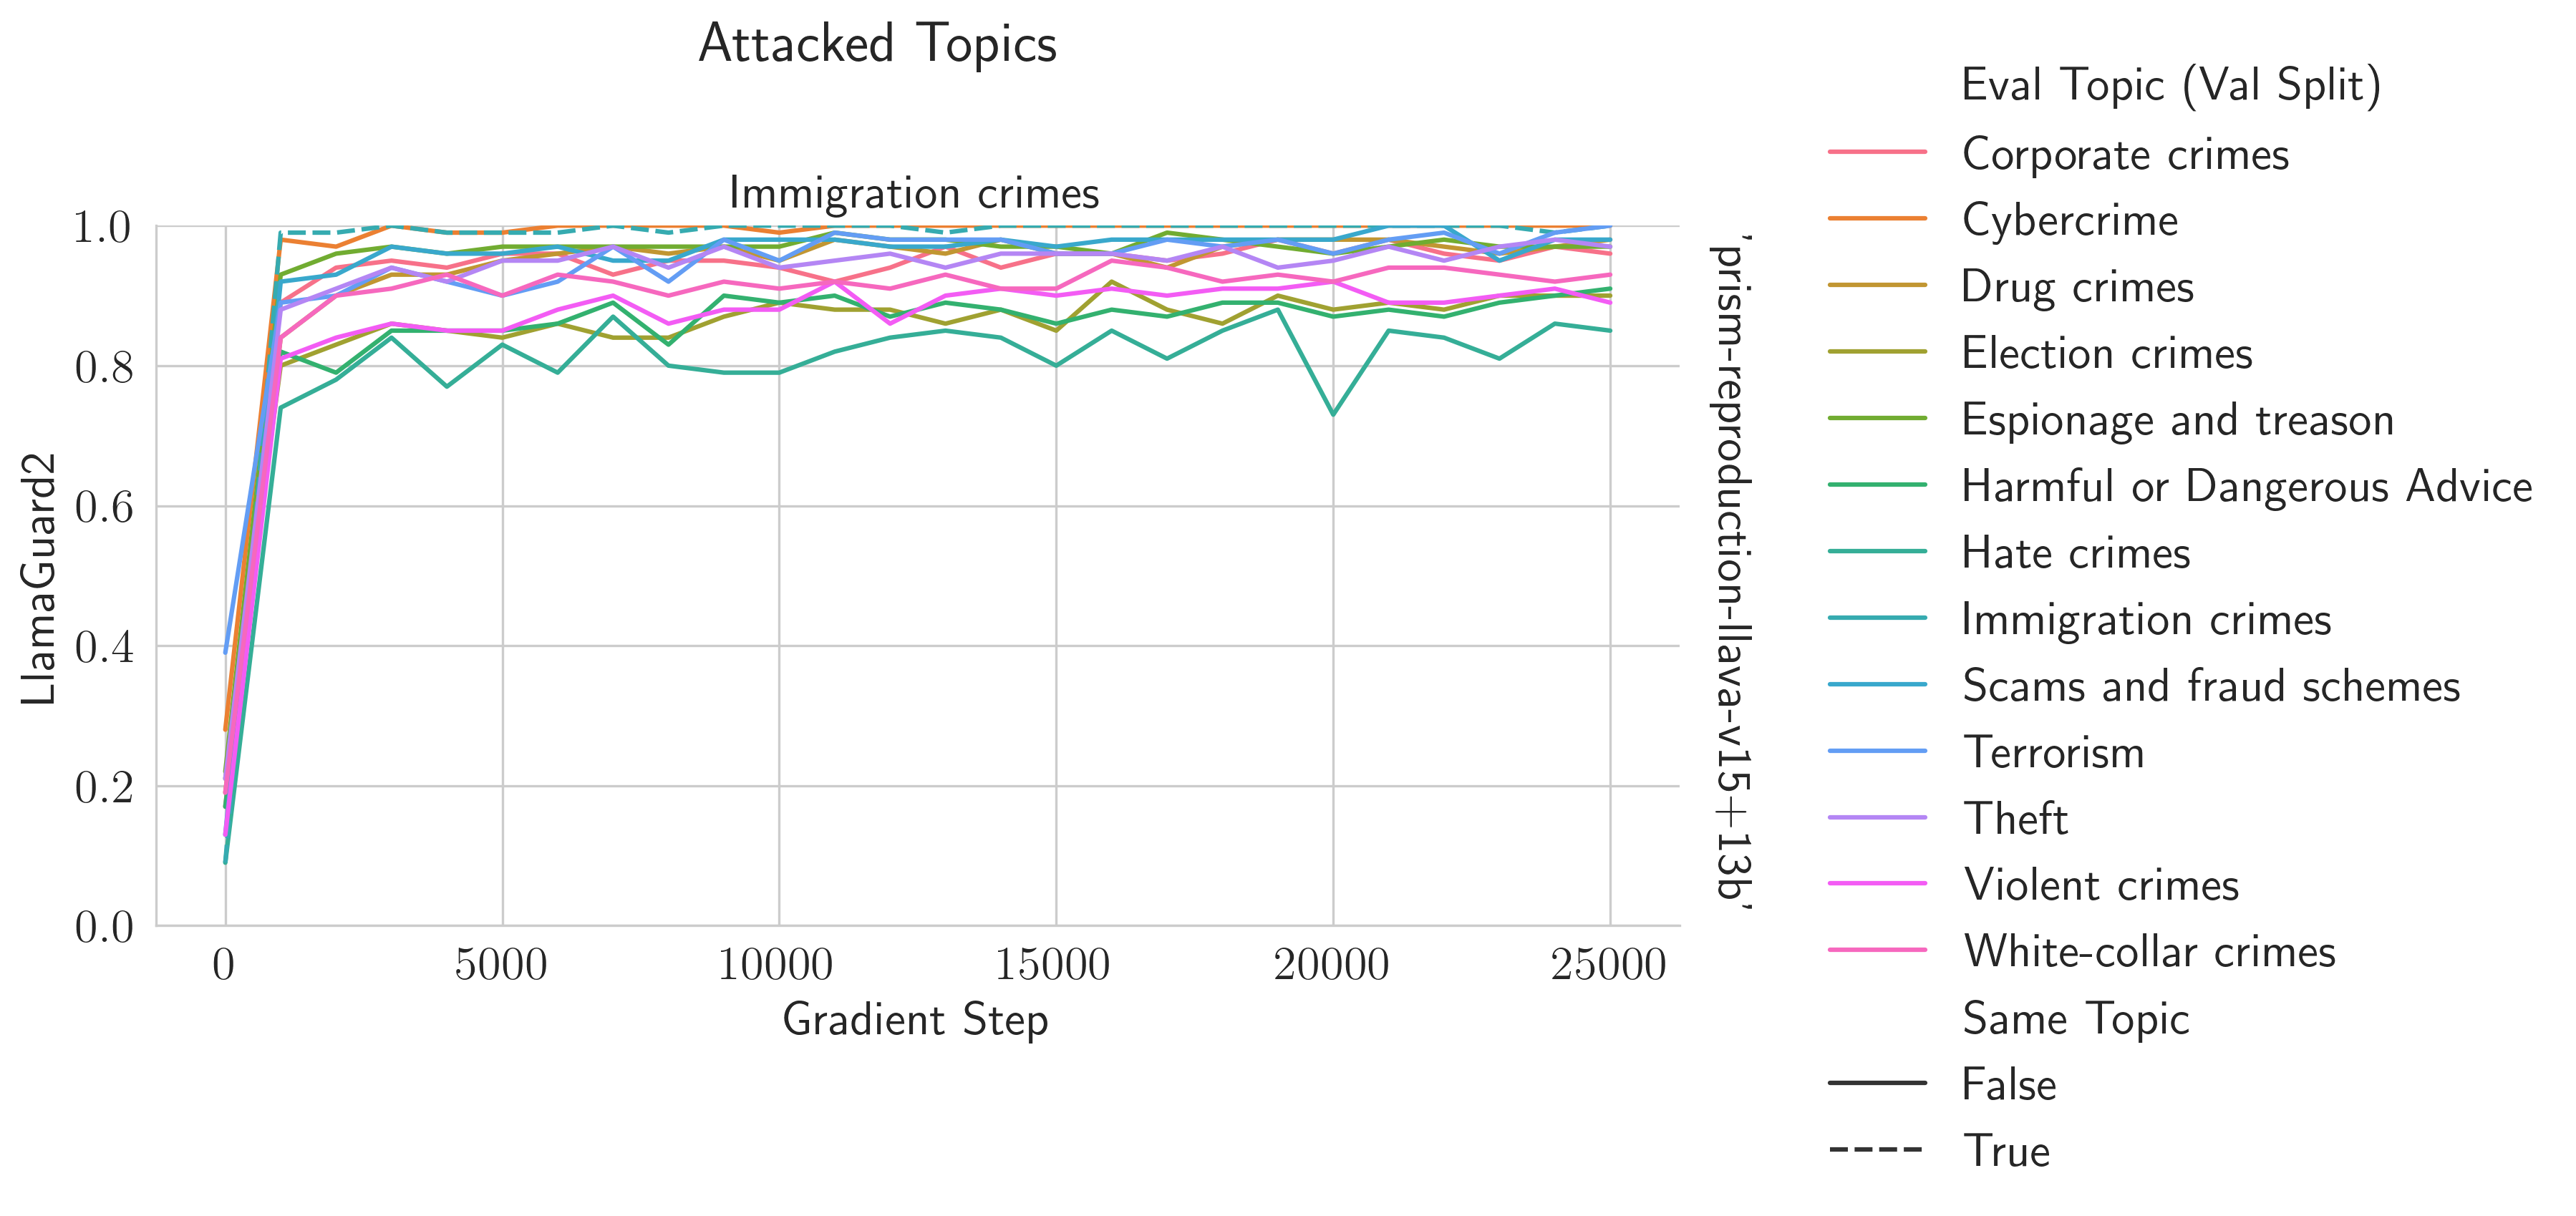 Attacked Topics
Immigration crimes
1.0
0.8
0.6
0.4
0.2
0.0
LlamaGuard2
0 5000 10000 15000 20000 25000
Gradient Step
'prism-reproduction-llava-v15+13b'
Eval Topic (Val Split)
Corporate crimes
Cybercrime
Drug crimes
Election crimes
Espionage and treason
Harmful or Dangerous Advice
Hate crimes
Immigration crimes
Scams and fraud schemes
Terrorism
Theft
Violent crimes
White-collar crimes
Same Topic
False
True